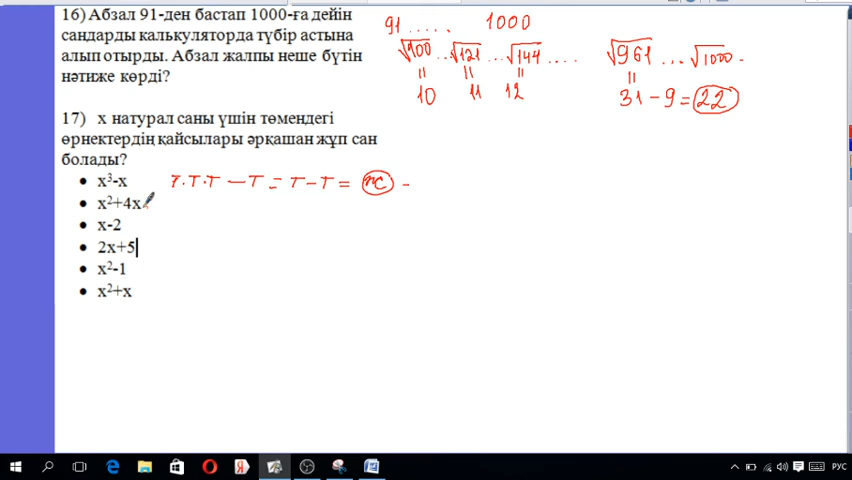 16) Абзал 91-ден бастап 1000-ға дейін
сандарды калькуляторда түбір астына
алып отырды. Абзал жалпы неше бүтін
нәтиже көрді?
91 ..... 1000
√100 ... √121 ... √144 .... √961 ... √1000 .
10 11 12 31 - 9 = 22
17) х натурал саны үшін төмендегі
өрнектердің қайсылары әрқашан жұп сан
болады?
• x³-x
T·T·T - T = T - T = ж -
• x²+4x
• x-2
• 2x+5
• x²-1
• x²+x
РУС